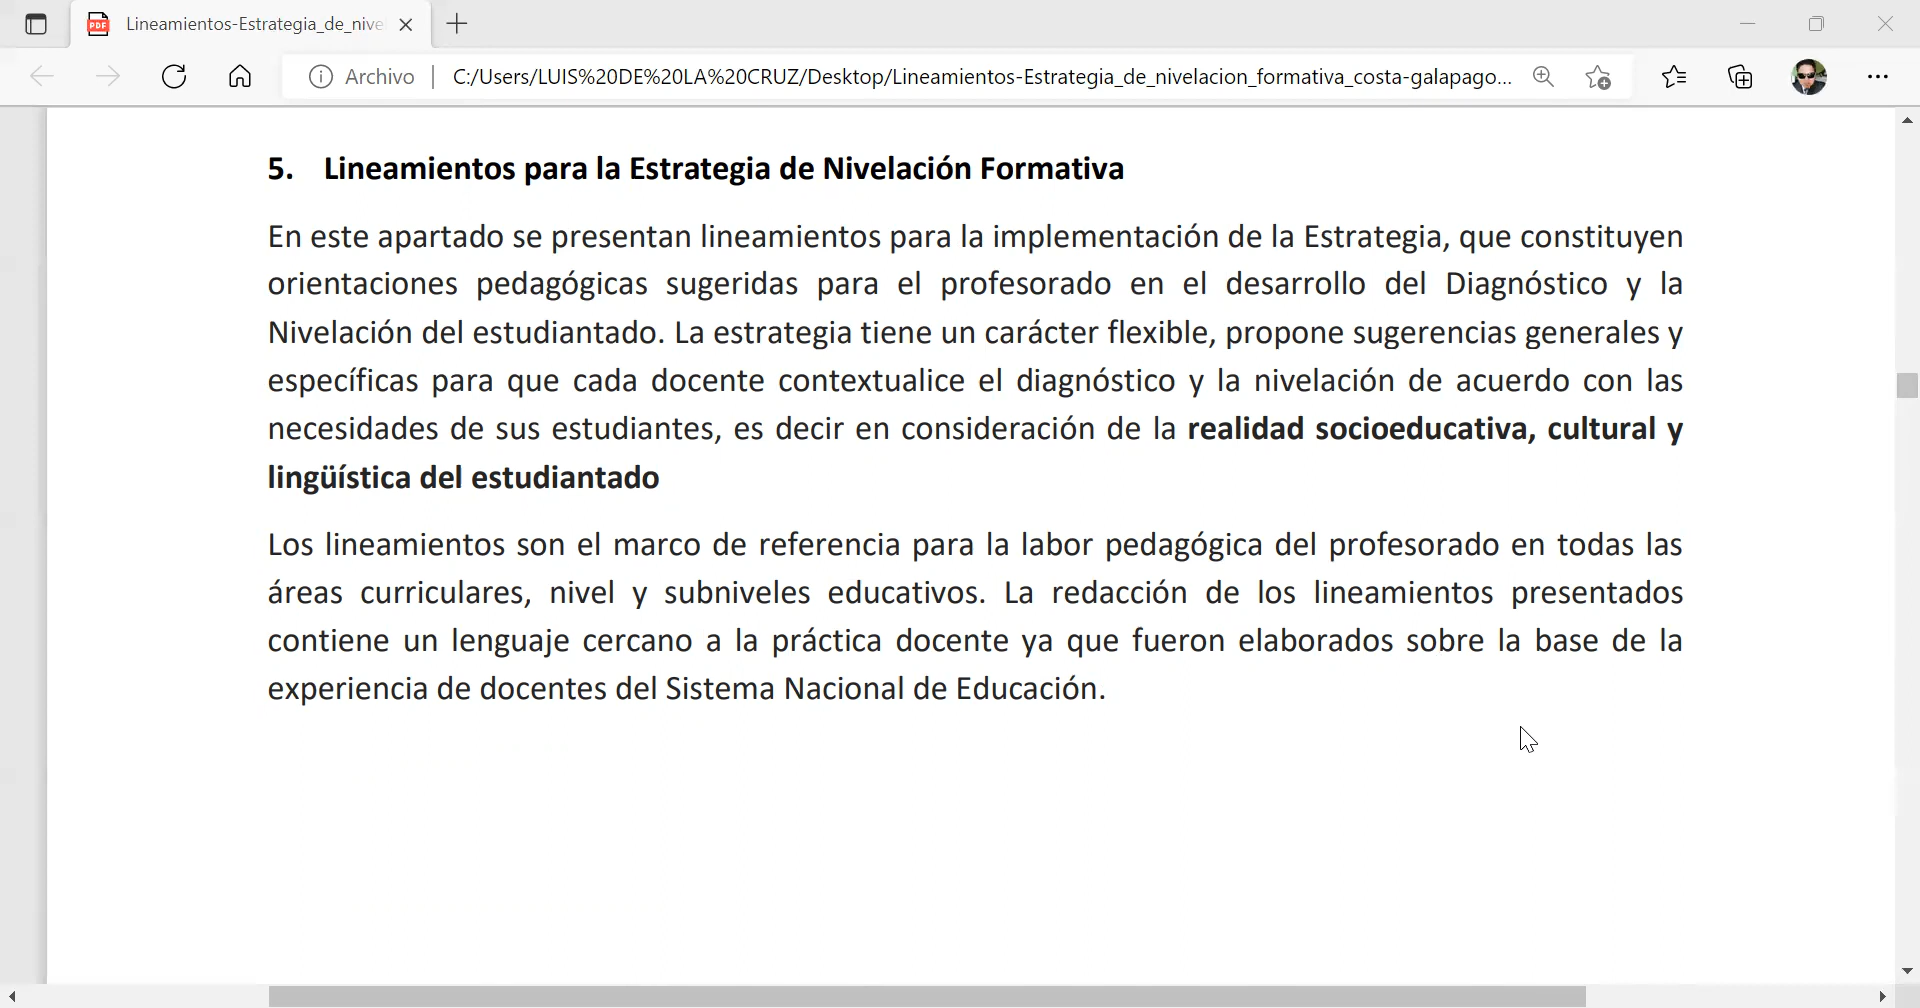 Lineamientos-Estrategia_de_nive
Archivo
C:/Users/LUIS%20DE%20LA%20CRUZ/Desktop/Lineamientos-Estrategia_de_nivelacion_formativa_costa-galapago...
5. Lineamientos para la Estrategia de Nivelación Formativa
En este apartado se presentan lineamientos para la implementación de la Estrategia, que constituyen
orientaciones pedagógicas sugeridas para el profesorado en el desarrollo del Diagnóstico y la
Nivelación del estudiantado. La estrategia tiene un carácter flexible, propone sugerencias generales y
específicas para que cada docente contextualice el diagnóstico y la nivelación de acuerdo con las
necesidades de sus estudiantes, es decir en consideración de la realidad socioeducativa, cultural y
lingüística del estudiantado
Los lineamientos son el marco de referencia para la labor pedagógica del profesorado en todas las
áreas curriculares, nivel y subniveles educativos. La redacción de los lineamientos presentados
contiene un lenguaje cercano a la práctica docente ya que fueron elaborados sobre la base de la
experiencia de docentes del Sistema Nacional de Educación.